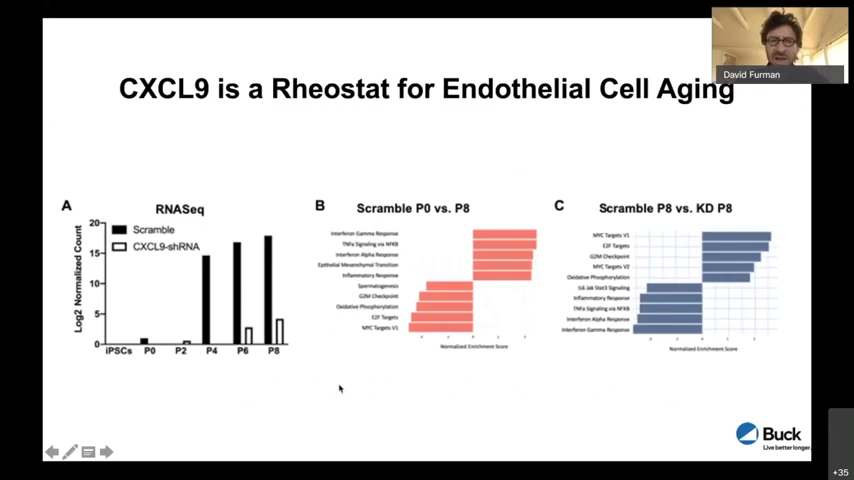 David Furman
CXCL9 is a Rheostat for Endothelial Cell Aging
A
RNASeq
Log2 Normalized Count
20
15
10
5
0
Scramble
CXCL9-shRNA
iPSCs P0 P2 P4 P6 P8
B
Scramble P0 vs. P8
Interferon Gamma Response
TNFa Signaling via NFKB
Interferon Alpha Response
Epithelial Mesenchymal Transition
Inflammatory Response
Spermatogenesis
G2M Checkpoint
Oxidative Phosphorylation
E2F Targets
MYC Targets V1
Normalized Enrichment Score
C
Scramble P8 vs. KD P8
MYC Targets V1
E2F Targets
G2M Checkpoint
MYC Targets V2
Oxidative Phosphorylation
IL6 Jak Stat3 Signaling
Inflammatory Response
TNFa Signaling via NFKB
Interferon Alpha Response
Interferon Gamma Response
Normalized Enrichment Score
Buck
Live better longer.
+35